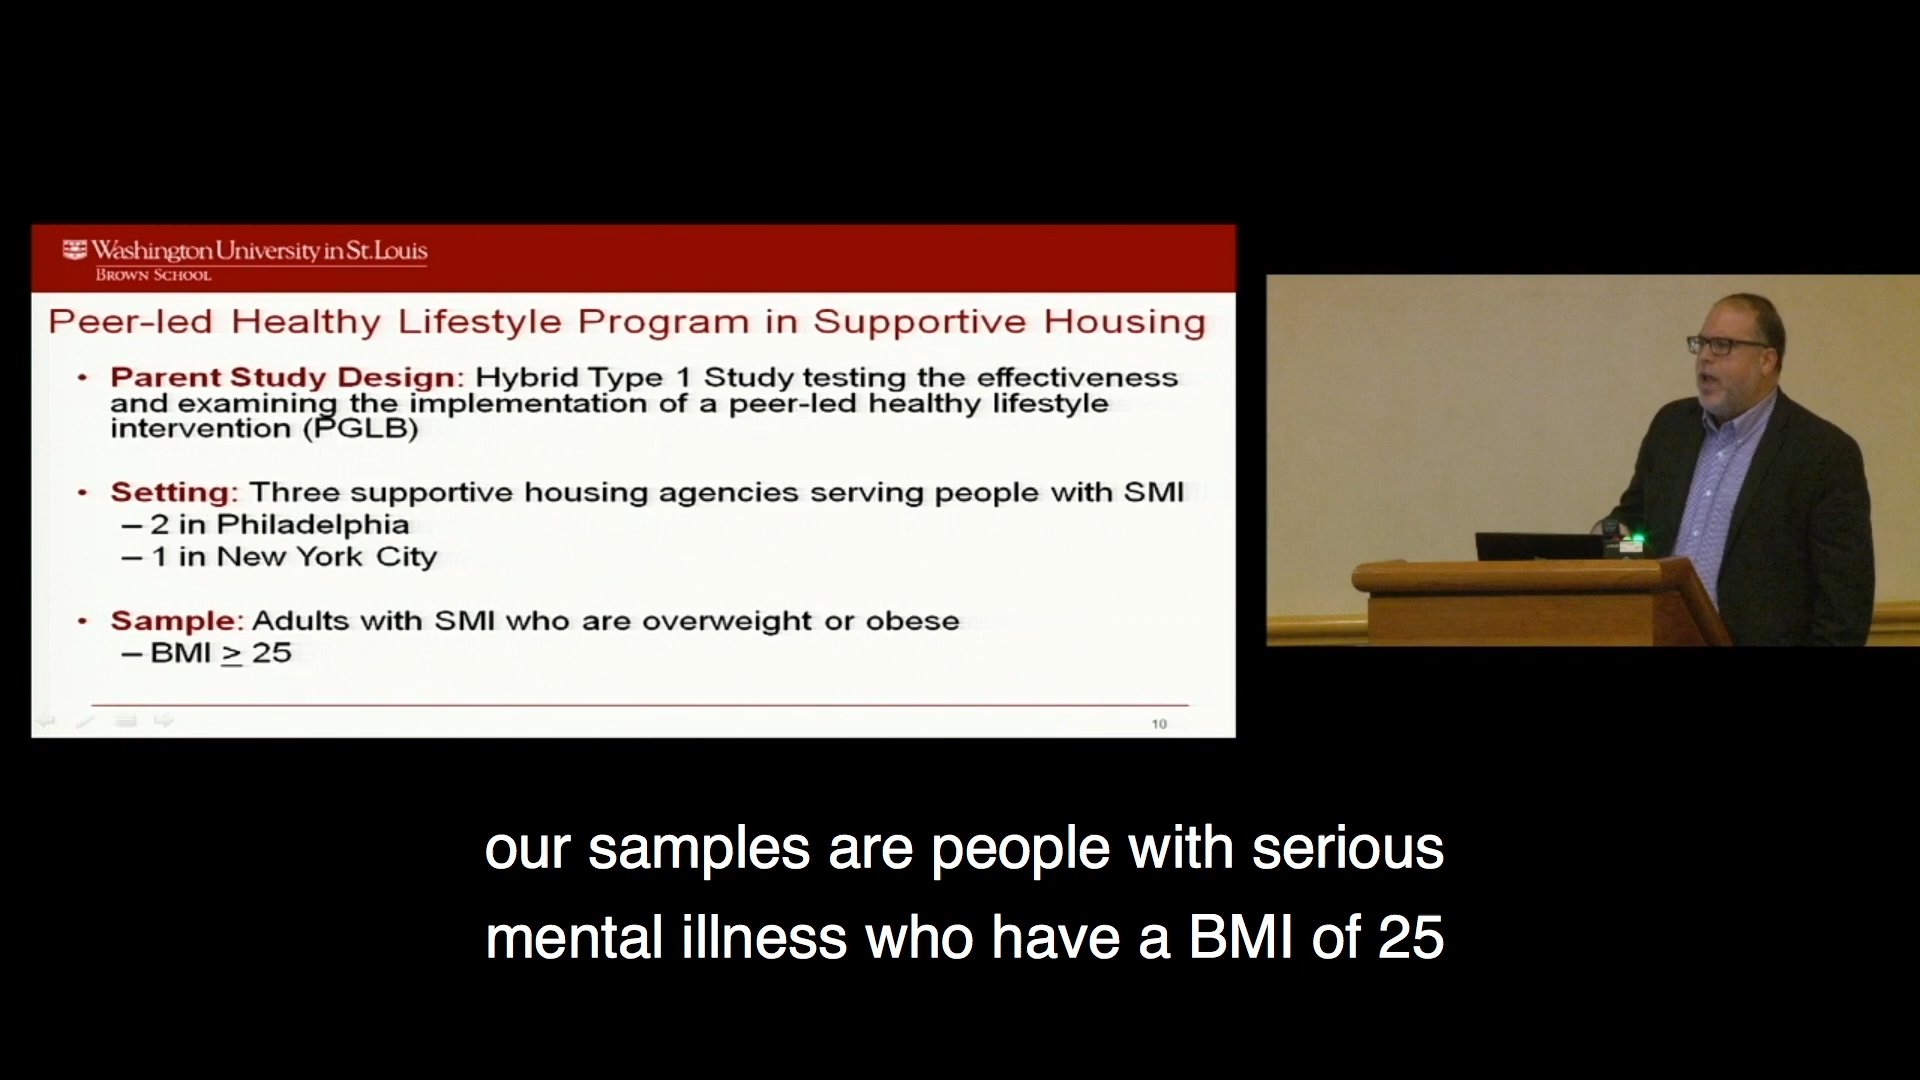 Washington University in St. Louis
BROWN SCHOOL
Peer-led Healthy Lifestyle Program in Supportive Housing
• Parent Study Design: Hybrid Type 1 Study testing the effectiveness
and examining the implementation of a peer-led healthy lifestyle
intervention (PGLB)
• Setting: Three supportive housing agencies serving people with SMI
– 2 in Philadelphia
– 1 in New York City
• Sample: Adults with SMI who are overweight or obese
– BMI ≥ 25
10
our samples are people with serious
mental illness who have a BMI of 25